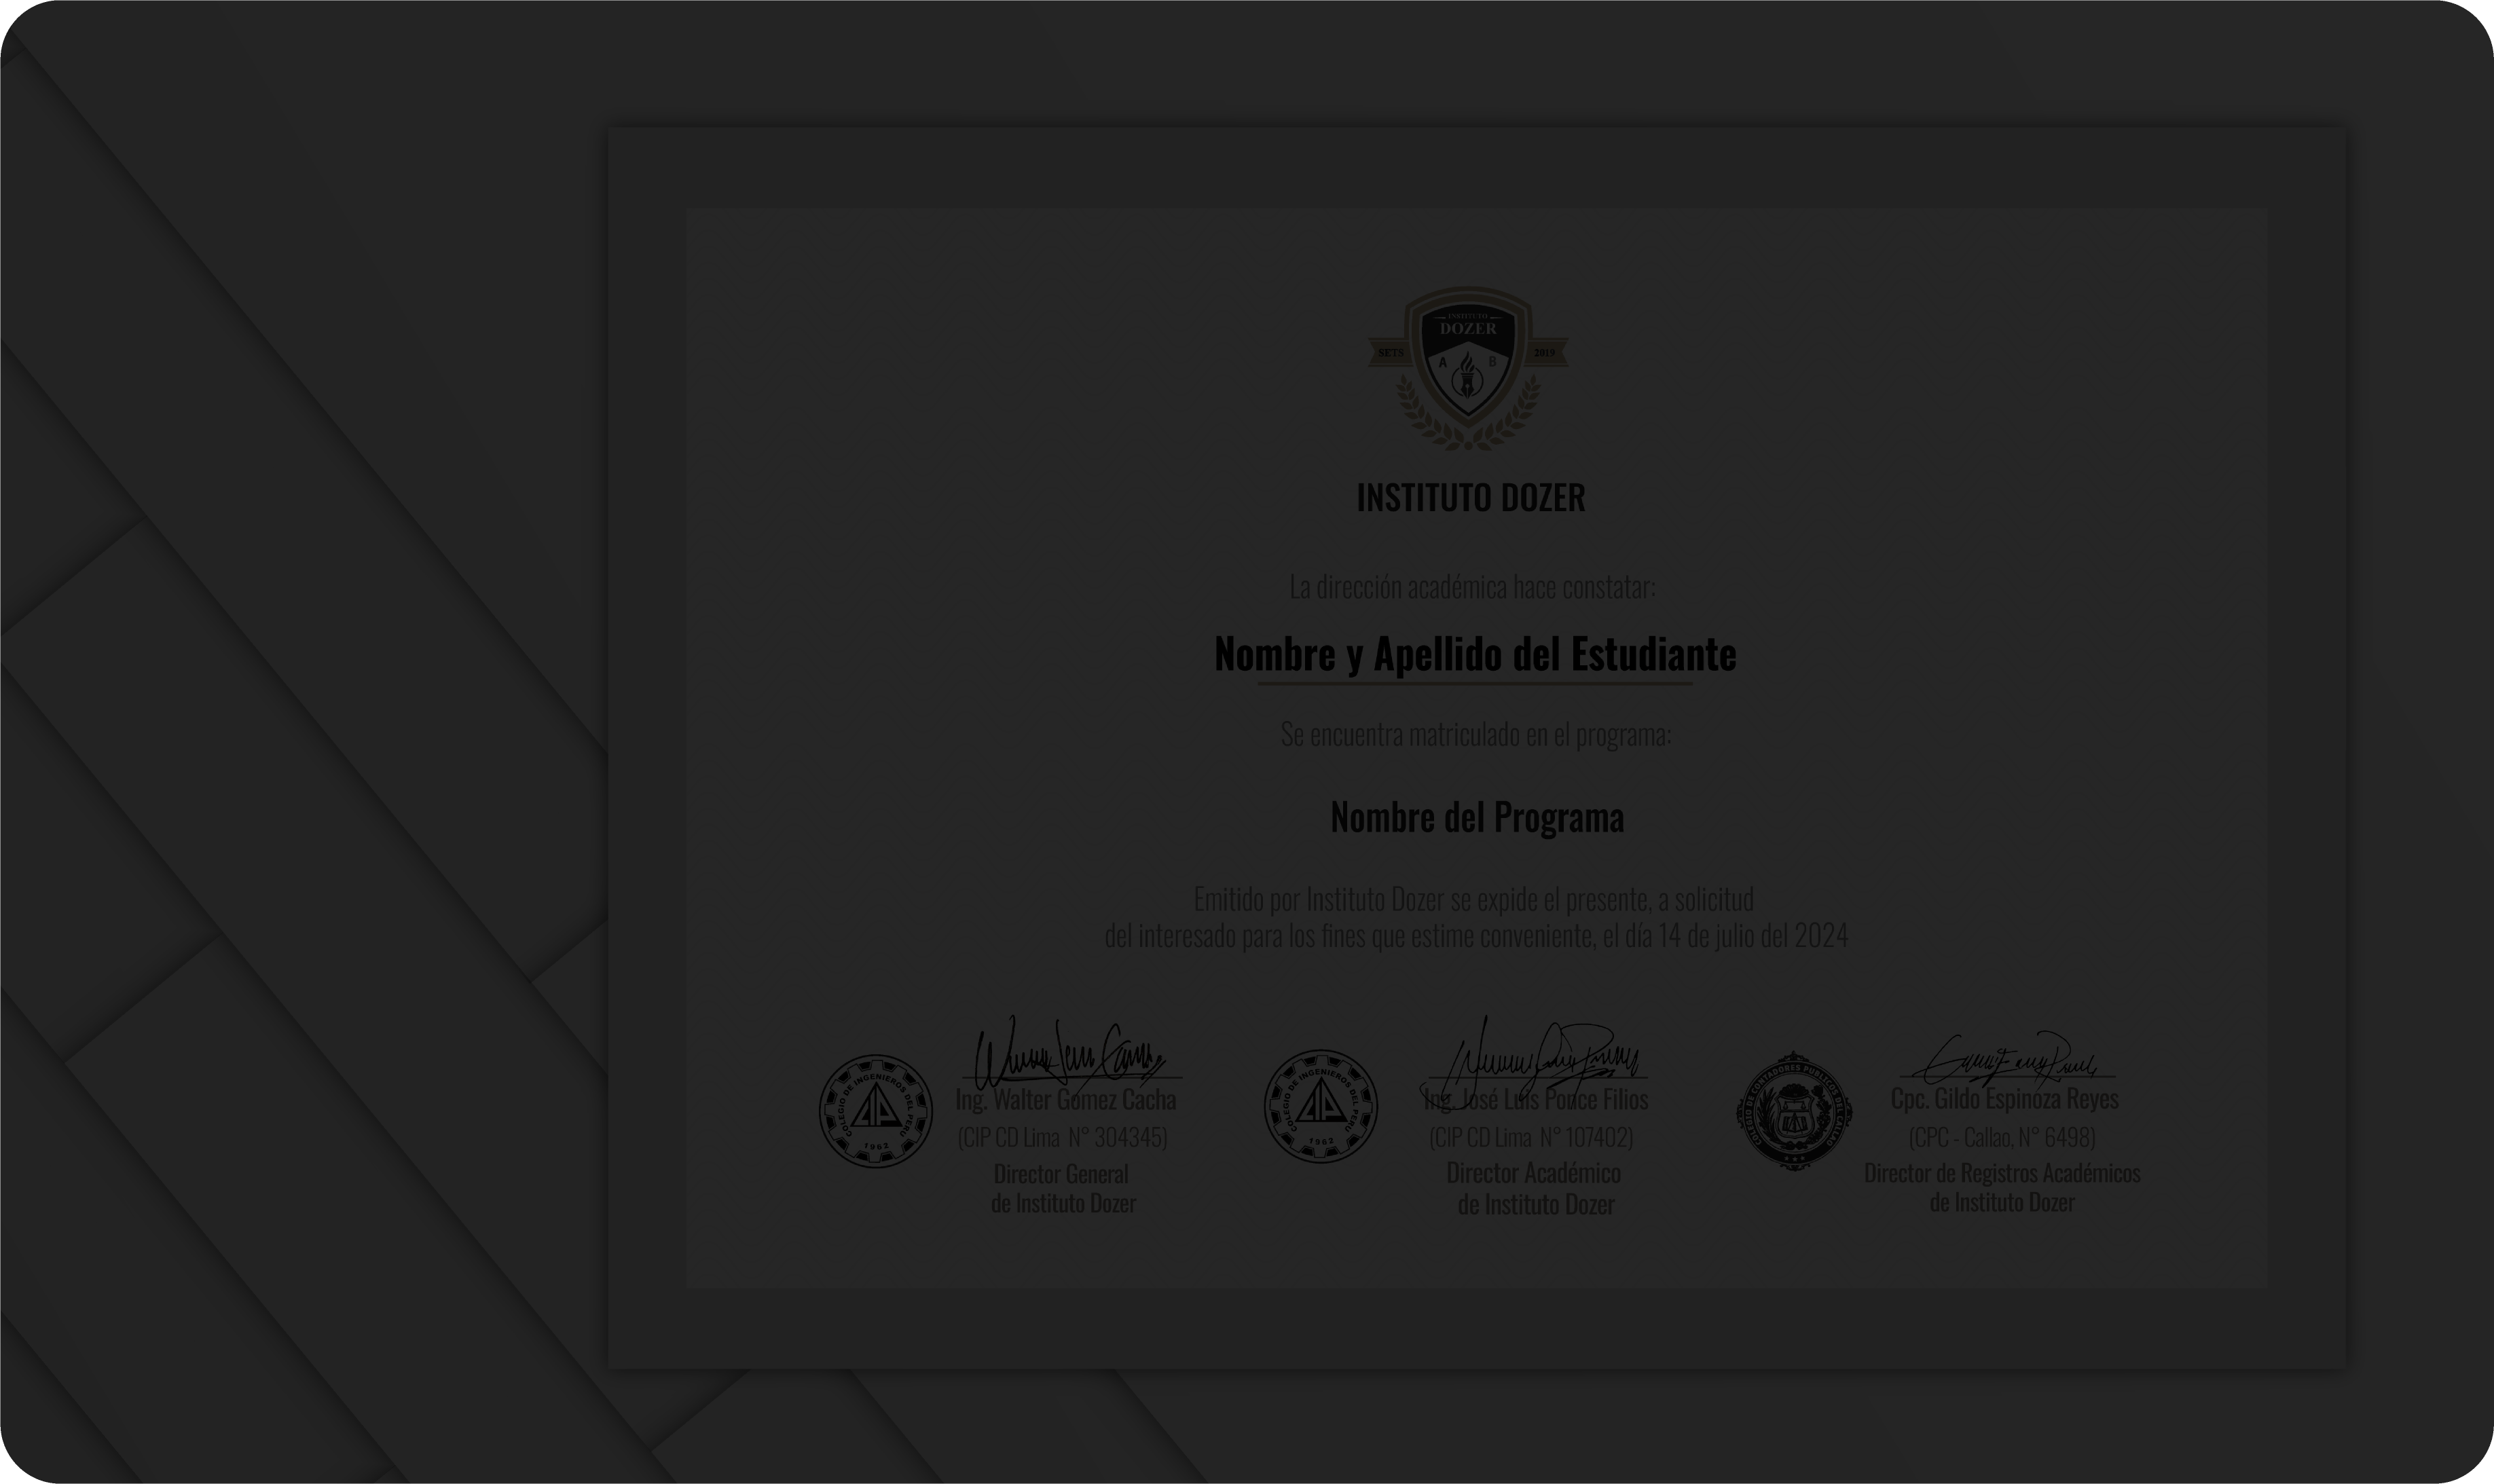 INSTITUTO
DOZER
SETS
2019
A B
INSTITUTO DOZER
La dirección académica hace constatar:
Nombre y Apellido del Estudiante
Se encuentra matriculado en el programa:
Nombre del Programa
Emitido por Instituto Dozer se expide el presente, a solicitud
del interesado para los fines que estime conveniente, el día 14 de julio del 2024
COLEGIO DE INGENIEROS DEL PERU
1962
Ing. Walter Gómez Cacha
(CIP CD Lima N° 304345)
Director General
de Instituto Dozer
COLEGIO DE INGENIEROS DEL PERU
1962
Ing. José Luis Ponce Filios
(CIP CD Lima N° 107402)
Director Académico
de Instituto Dozer
COLEGIO DE CONTADORES PUBLICOS DEL CALLAO
Cpc. Gildo Espinoza Reyes
(CPC - Callao, N° 6498)
Director de Registros Académicos
de Instituto Dozer